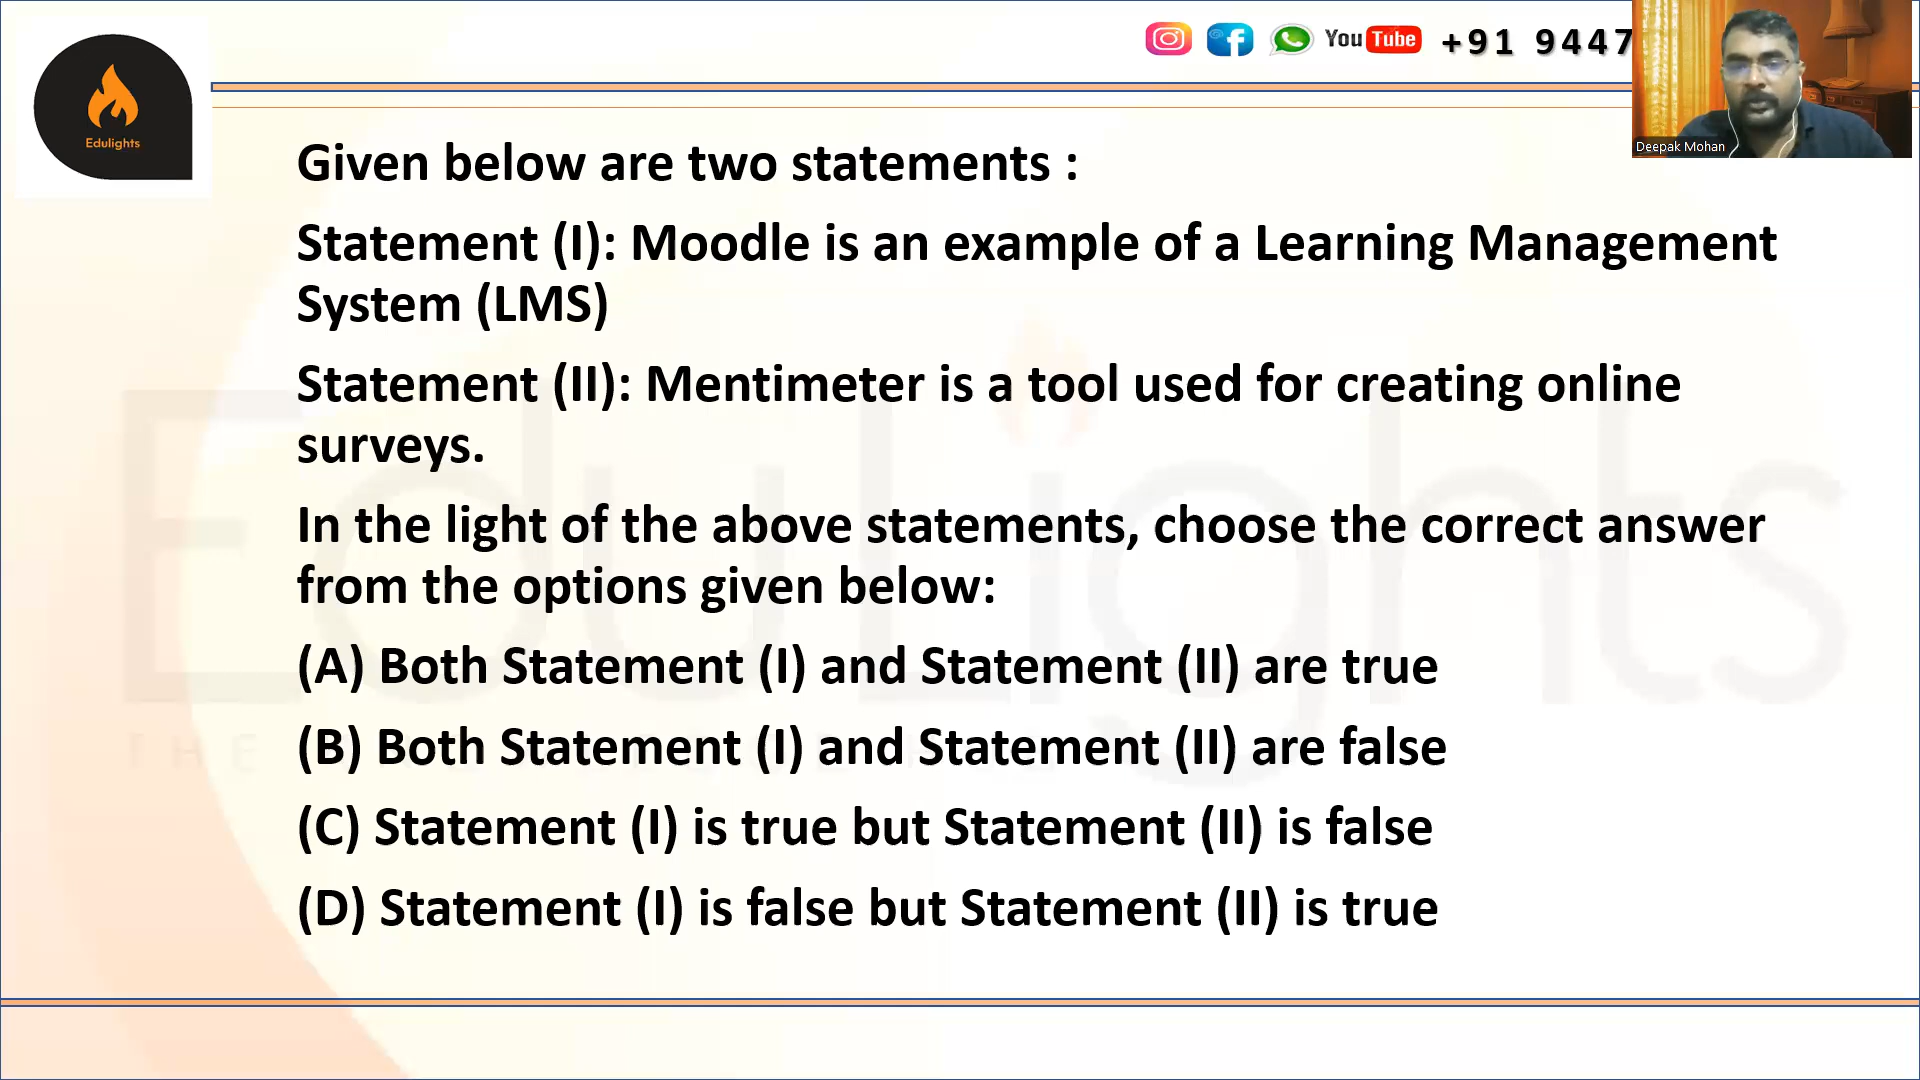 You Tube +91 9447
Edulights
Deepak Mohan
Given below are two statements :
Statement (I): Moodle is an example of a Learning Management
System (LMS)
Statement (II): Mentimeter is a tool used for creating online
surveys.
In the light of the above statements, choose the correct answer
from the options given below:
(A) Both Statement (I) and Statement (II) are true
(B) Both Statement (I) and Statement (II) are false
(C) Statement (I) is true but Statement (II) is false
(D) Statement (I) is false but Statement (II) is true
EduLights
THE